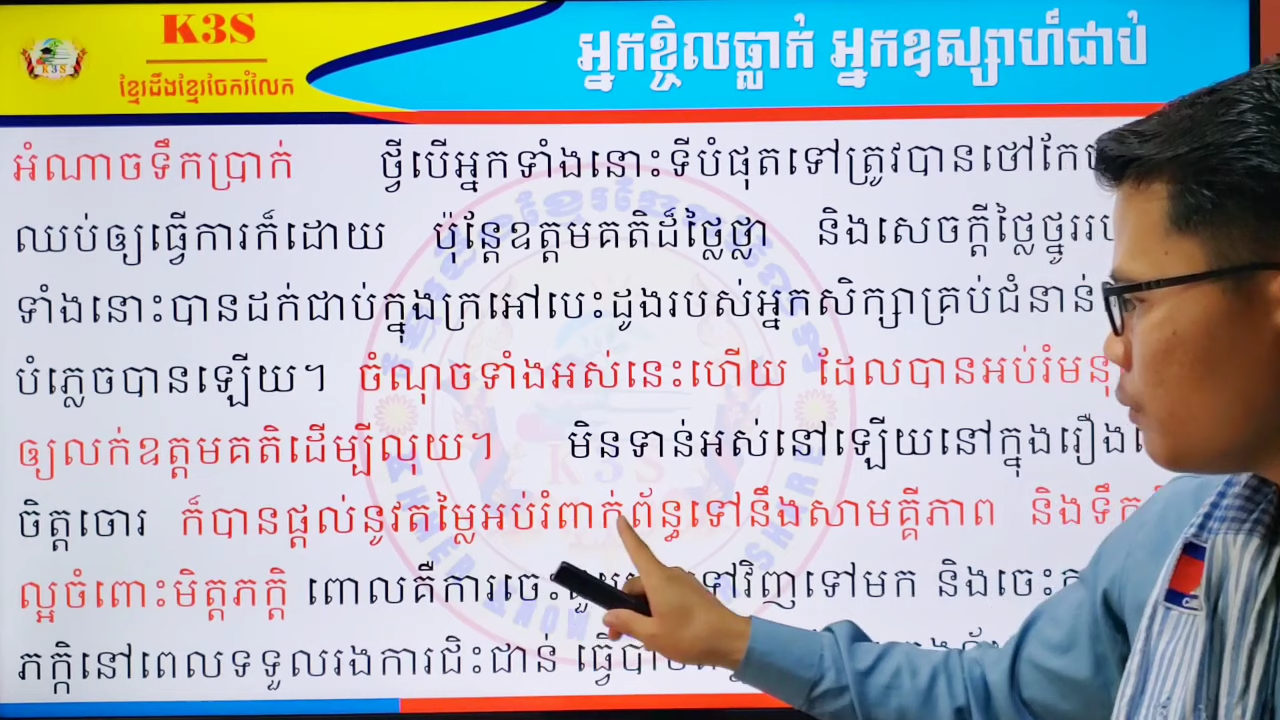 K3S
ខ្មែរដឹងខ្មែរចែករំលែក
K3S
អ្នកខ្ជិលធ្លាក់ អ្នកឧស្សាហ៍ជាប់
អំណាចទឹកប្រាក់ ថ្វីបើអ្នកទាំងនោះទីបំផុតទៅត្រូវបានថៅកែ
ឈប់ឲ្យធ្វើការក៏ដោយ ប៉ុន្តែឧត្តមគតិដ៏ថ្លៃថ្លា និងសេចក្ដីថ្លៃថ្នូរ
ទាំងនោះបានដក់ជាប់ក្នុងក្រអៅបេះដូងរបស់អ្នកសិក្សាគ្រប់ជំនាន់
បំភ្លេចបានឡើយ។ ចំណុចទាំងអស់នេះហើយ ដែលបានអប់រំមនុ
ឲ្យលក់ឧត្តមគតិដើម្បីលុយ។ មិនទាន់អស់នៅឡើយនៅក្នុងរឿង
ចិត្តចោរ ក៏បានផ្ដល់នូវតម្លៃអប់រំពាក់ព័ន្ធទៅនឹងសាមគ្គីភាព និងទឹក
ល្អចំពោះមិត្តភក្ដិ ពោលគឺការចេះ ទៅវិញទៅមក និងចេះ
ភក្កិនៅពេលទទួលរងការជិះជាន់